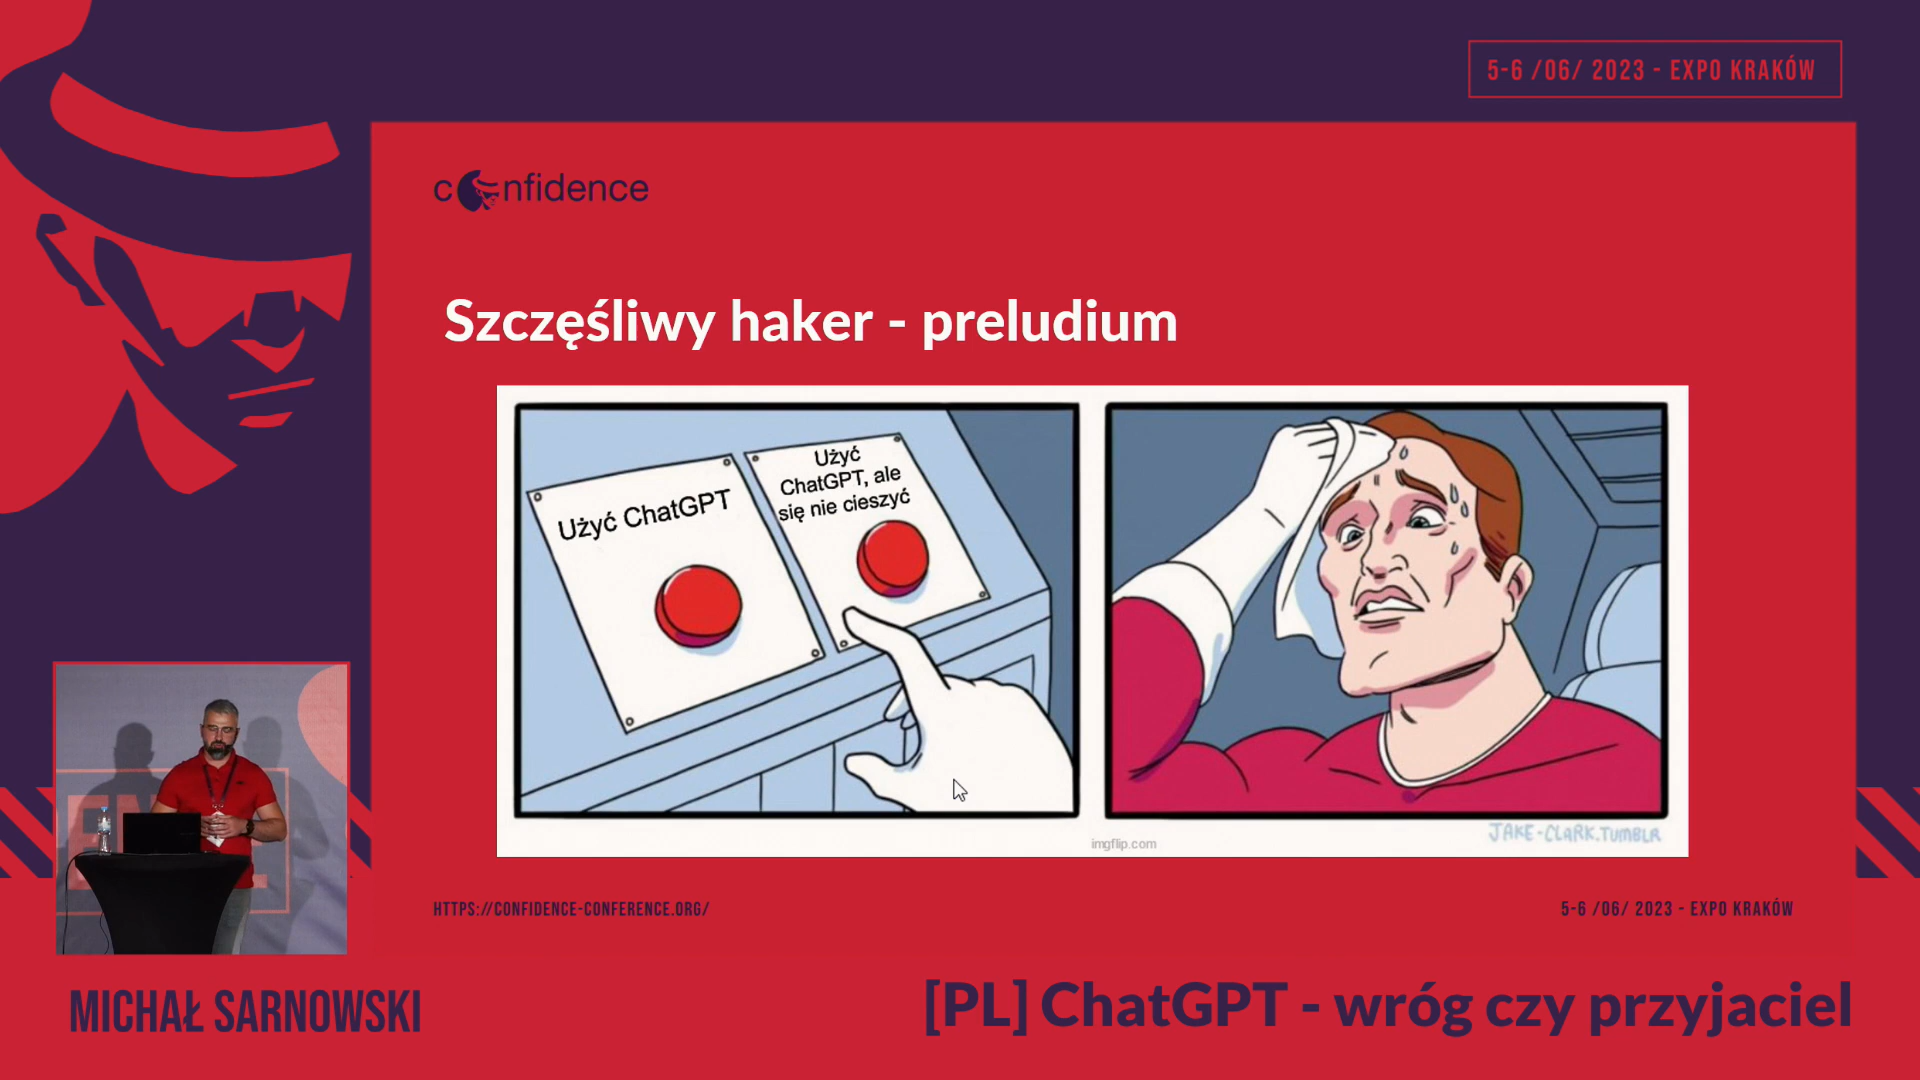 5-6 /06/ 2023 - EXPO KRAKÓW
confidence
Szczęśliwy haker - preludium
Użyć ChatGPT
Użyć
ChatGPT, ale
się nie cieszyć
JAKE-CLARK.TUMBLR
imgflip.com
HTTPS://CONFIDENCE-CONFERENCE.ORG/
5-6 /06/ 2023 - EXPO KRAKÓW
MICHAŁ SARNOWSKI
[PL] ChatGPT - wróg czy przyjaciel